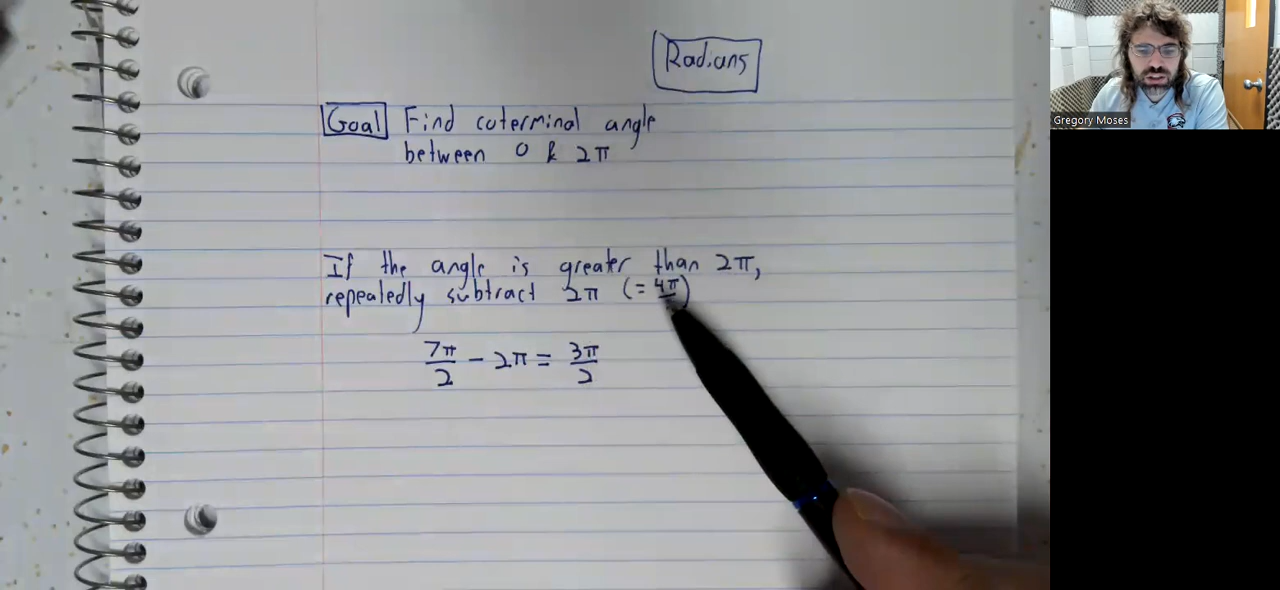 Radians
Goal Find coterminal angle
between 0 & 2π
If the angle is greater than 2π,
repeatedly subtract 2π (= 4π/
7π/2 - 2π = 3π/2
Gregory Moses